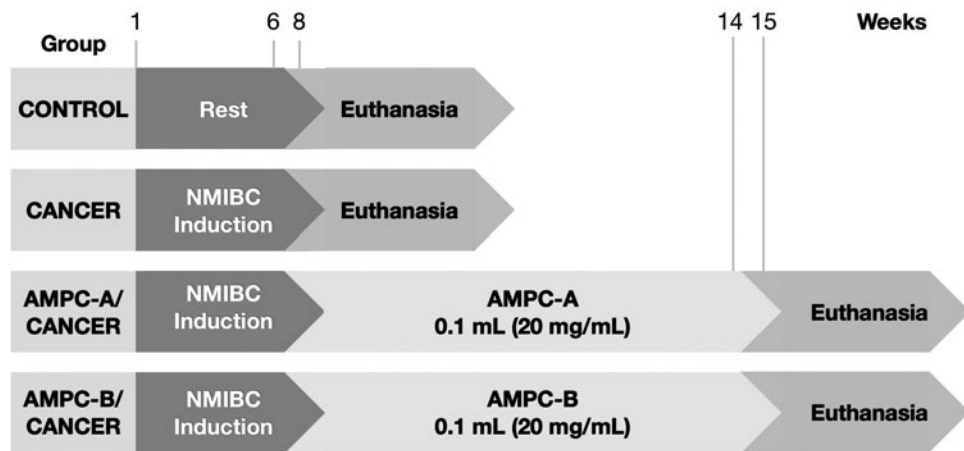 Group 1 6 8 14 15 Weeks
CONTROL Rest Euthanasia
CANCER NMIBC
Induction Euthanasia
AMPC-A/
CANCER NMIBC
Induction AMPC-A
0.1 mL (20 mg/mL) Euthanasia
AMPC-B/
CANCER NMIBC
Induction AMPC-B
0.1 mL (20 mg/mL) Euthanasia